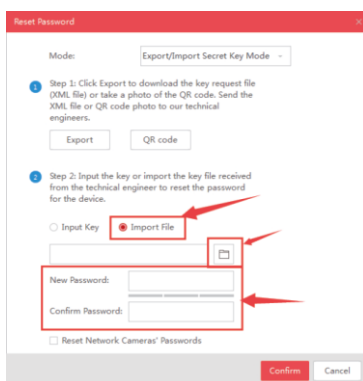 Reset Password
Mode:
Export/Import Secret Key Mode
1
Step 1: Click Export to download the key request file
(XML file) or take a photo of the QR code. Send the
XML file or QR code photo to our technical
engineers.
Export
QR code
2
Step 2: Input the key or import the key file received
from the technical engineer to reset the password
for the device.
Input Key
Import File
New Password:
Confirm Password:
Reset Network Cameras' Passwords
Confirm
Cancel